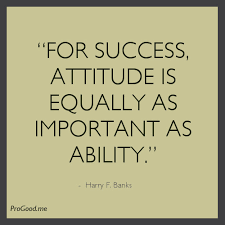 “FOR SUCCESS,
ATTITUDE IS
EQUALLY AS
IMPORTANT AS
ABILITY.”
- Harry F. Banks
ProGood.me